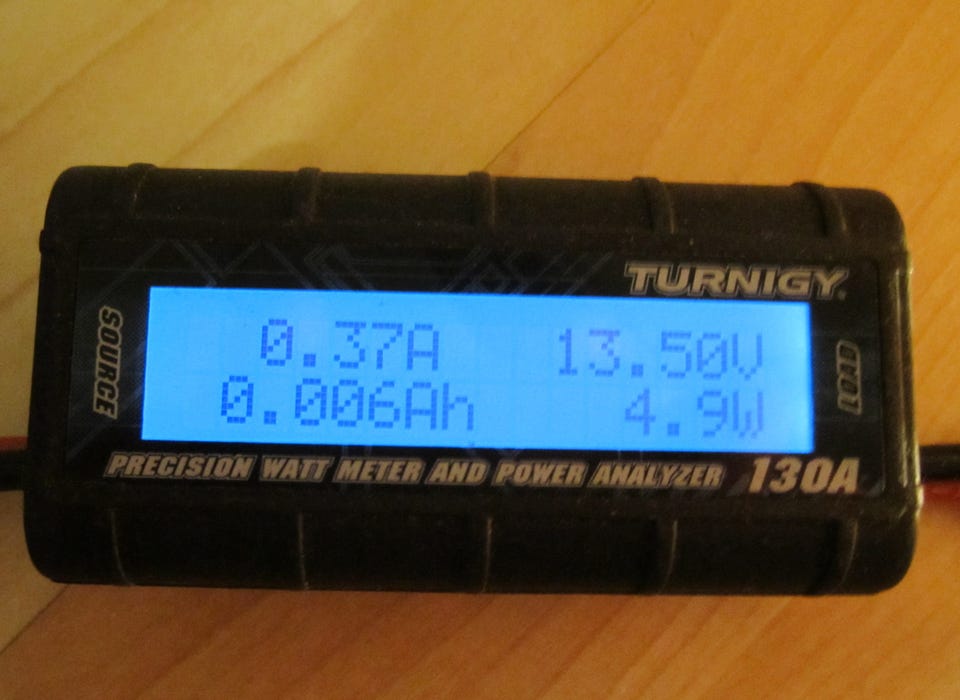 TURNIGY
SOURCE
0.37A 13.50V
0.006Ah 4.9W
LOAD
PRECISION WATT METER AND POWER ANALYZER 130A